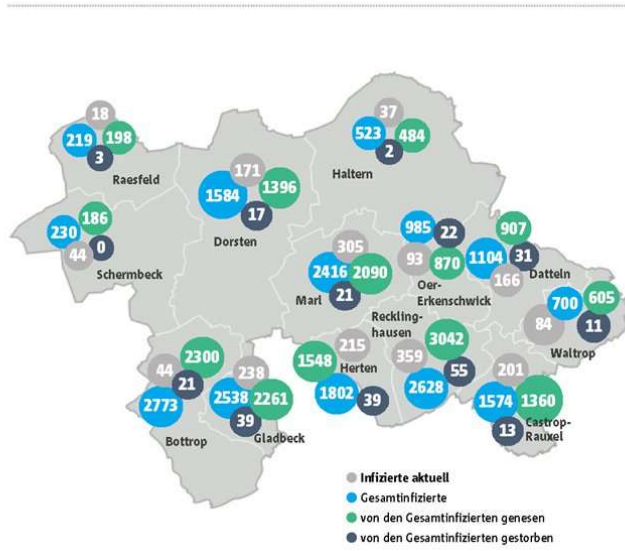 18
219
198
3
Raesfeld
186
230
44
0
Schermbeck
171
1584
1396
17
Dorsten
37
523
484
2
Haltern
305
2416
2090
21
Marl
985
22
93
870
Oer-
Erkenschwick
907
1104
31
166
Datteln
605
700
84
11
Waltrop
Reckling-
hausen
3042
359
2628
55
215
1548
Herten
1802
39
201
1574
1360
13
Castrop-
Rauxel
2300
44
21
2773
Bottrop
238
2538
2261
39
Gladbeck
Infizierte aktuell
Gesamtinfizierte
von den Gesamtinfizierten genesen
von den Gesamtinfizierten gestorben